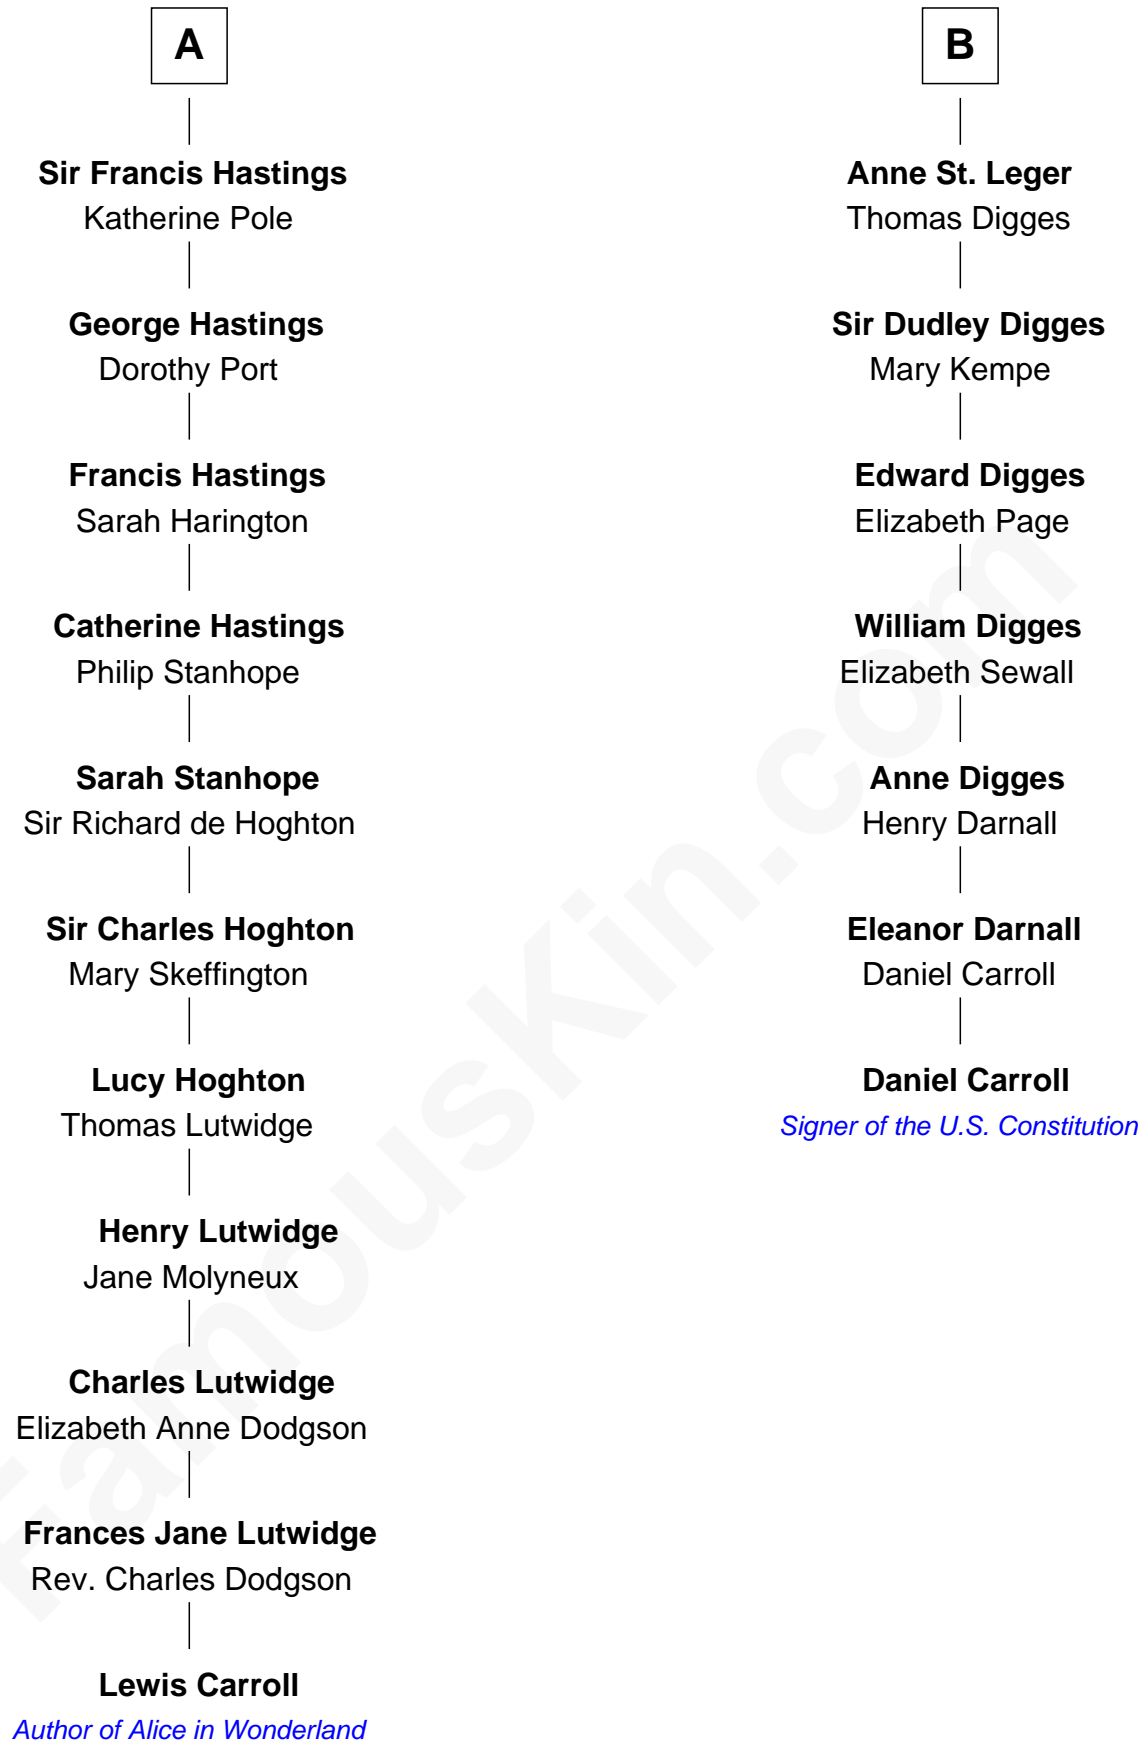 A
Sir Francis Hastings
Katherine Pole
George Hastings
Dorothy Port
Francis Hastings
Sarah Harington
Catherine Hastings
Philip Stanhope
Sarah Stanhope
Sir Richard de Hoghton
Sir Charles Hoghton
Mary Skeffington
Lucy Hoghton
Thomas Lutwidge
Henry Lutwidge
Jane Molyneux
Charles Lutwidge
Elizabeth Anne Dodgson
Frances Jane Lutwidge
Rev. Charles Dodgson
Lewis Carroll
Author of Alice in Wonderland
B
Anne St. Leger
Thomas Digges
Sir Dudley Digges
Mary Kempe
Edward Digges
Elizabeth Page
William Digges
Elizabeth Sewall
Anne Digges
Henry Darnall
Eleanor Darnall
Daniel Carroll
Daniel Carroll
Signer of the U.S. Constitution
FamousKin.com